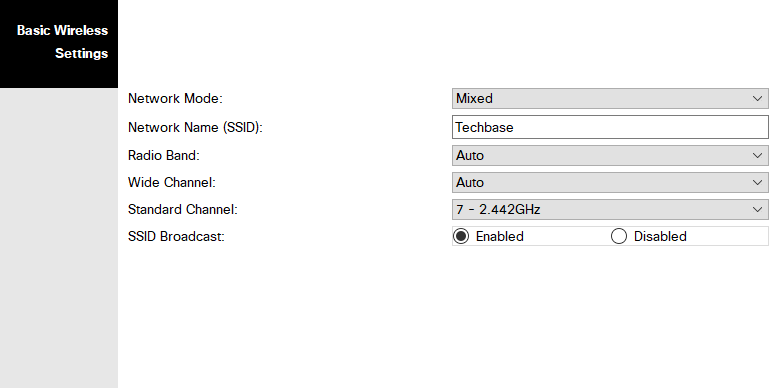 Basic Wireless
Settings
Network Mode: Mixed
Network Name (SSID): Techbase
Radio Band: Auto
Wide Channel: Auto
Standard Channel: 7 - 2.442GHz
SSID Broadcast: Enabled Disabled